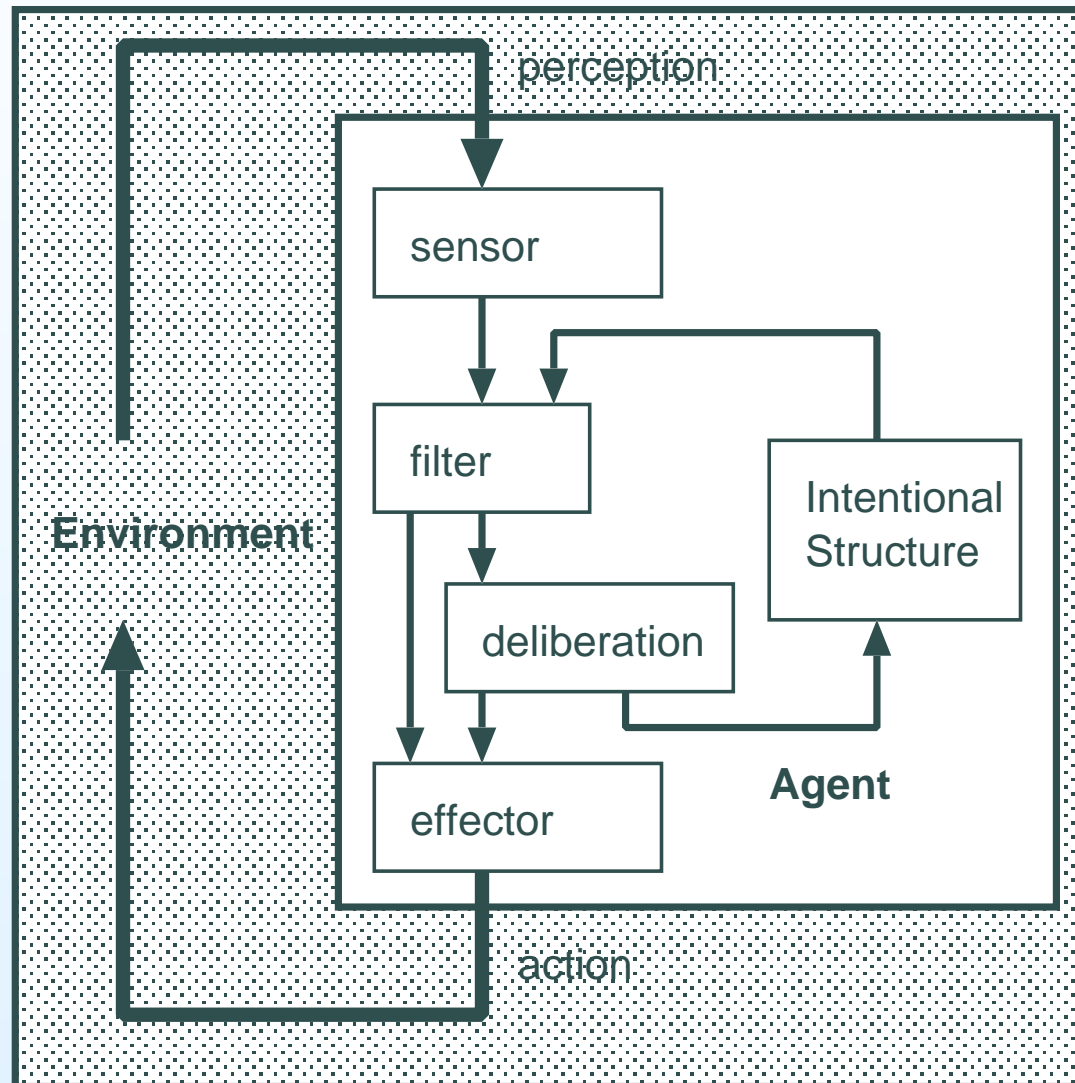 perception
sensor
filter
Intentional
Structure
Environment
deliberation
Agent
effector
action